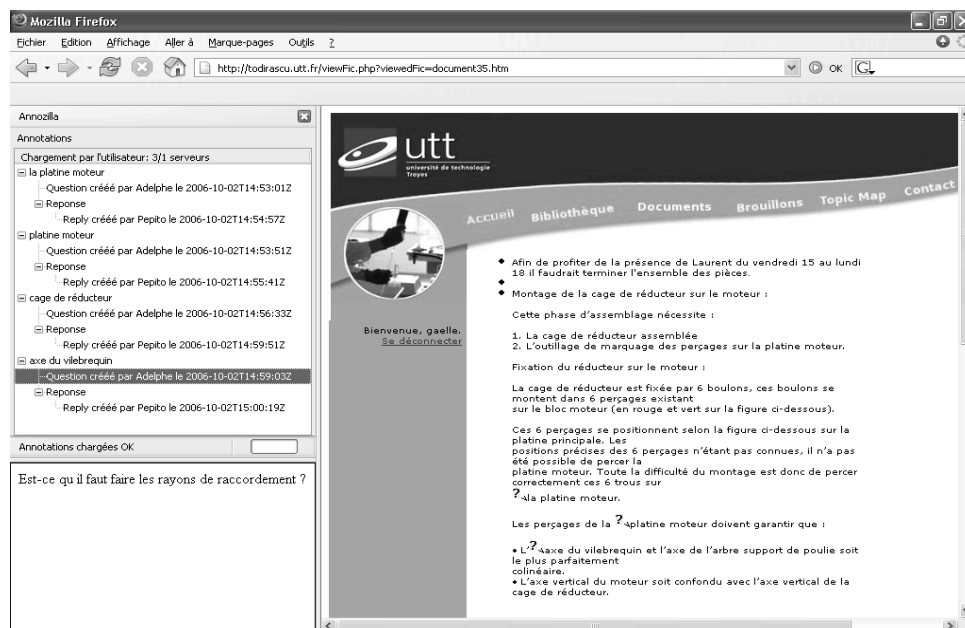 Mozilla Firefox
Fichier Edition Affichage Aller à Marque-pages Outils ?
http://todirascu.utt.fr/viewFic.php?viewedFic=document35.htm
OK
G
Annozilla
Annotations
Chargement par l'utilisateur: 3/1 serveurs
la platine moteur
Question créé par Adelphe le 2006-10-02T14:53:01Z
Reponse
Reply créé par Pepito le 2006-10-02T14:54:57Z
platine moteur
Question créé par Adelphe le 2006-10-02T14:53:51Z
Reponse
Reply créé par Pepito le 2006-10-02T14:55:41Z
cage de réducteur
Question créé par Adelphe le 2006-10-02T14:56:33Z
Reponse
Reply créé par Pepito le 2006-10-02T14:59:51Z
axe du vilebrequin
Question créé par Adelphe le 2006-10-02T14:59:03Z
Reponse
Reply créé par Pepito le 2006-10-02T15:00:19Z
Annotations chargées OK
Est-ce qu il faut faire les rayons de raccordement ?
utt
université de technologie
Troyes
Accueil Bibliothèque Documents Brouillons Topic Map Contact
Bienvenue, gaelle.
Se déconnecter
• Afin de profiter de la présence de Laurent du vendredi 15 au lundi
18 il faudrait terminer l'ensemble des pièces.
•
• Montage de la cage de réducteur sur le moteur :
Cette phase d'assemblage nécessite :
1. La cage de réducteur assemblée
2. L'outillage de marquage des perçages sur la platine moteur.
Fixation du réducteur sur le moteur :
La cage de réducteur est fixée par 6 boulons, ces boulons se
montent dans 6 perçages existant
sur le bloc moteur (en rouge et vert sur la figure ci-dessous).
Ces 6 perçages se positionnent selon la figure ci-dessous sur la
platine principale. Les
positions précises des 6 perçages n'étant pas connues, il n'a pas
été possible de percer la
platine moteur. Toute la difficulté du montage est donc de percer
correctement ces 6 trous sur
? la platine moteur.
Les perçages de la ? platine moteur doivent garantir que :
• L'? axe du vilebrequin et l'axe de l'arbre support de poulie soit
le plus parfaitement
colinéaire.
• L'axe vertical du moteur soit confondu avec l'axe vertical de la
cage de réducteur.